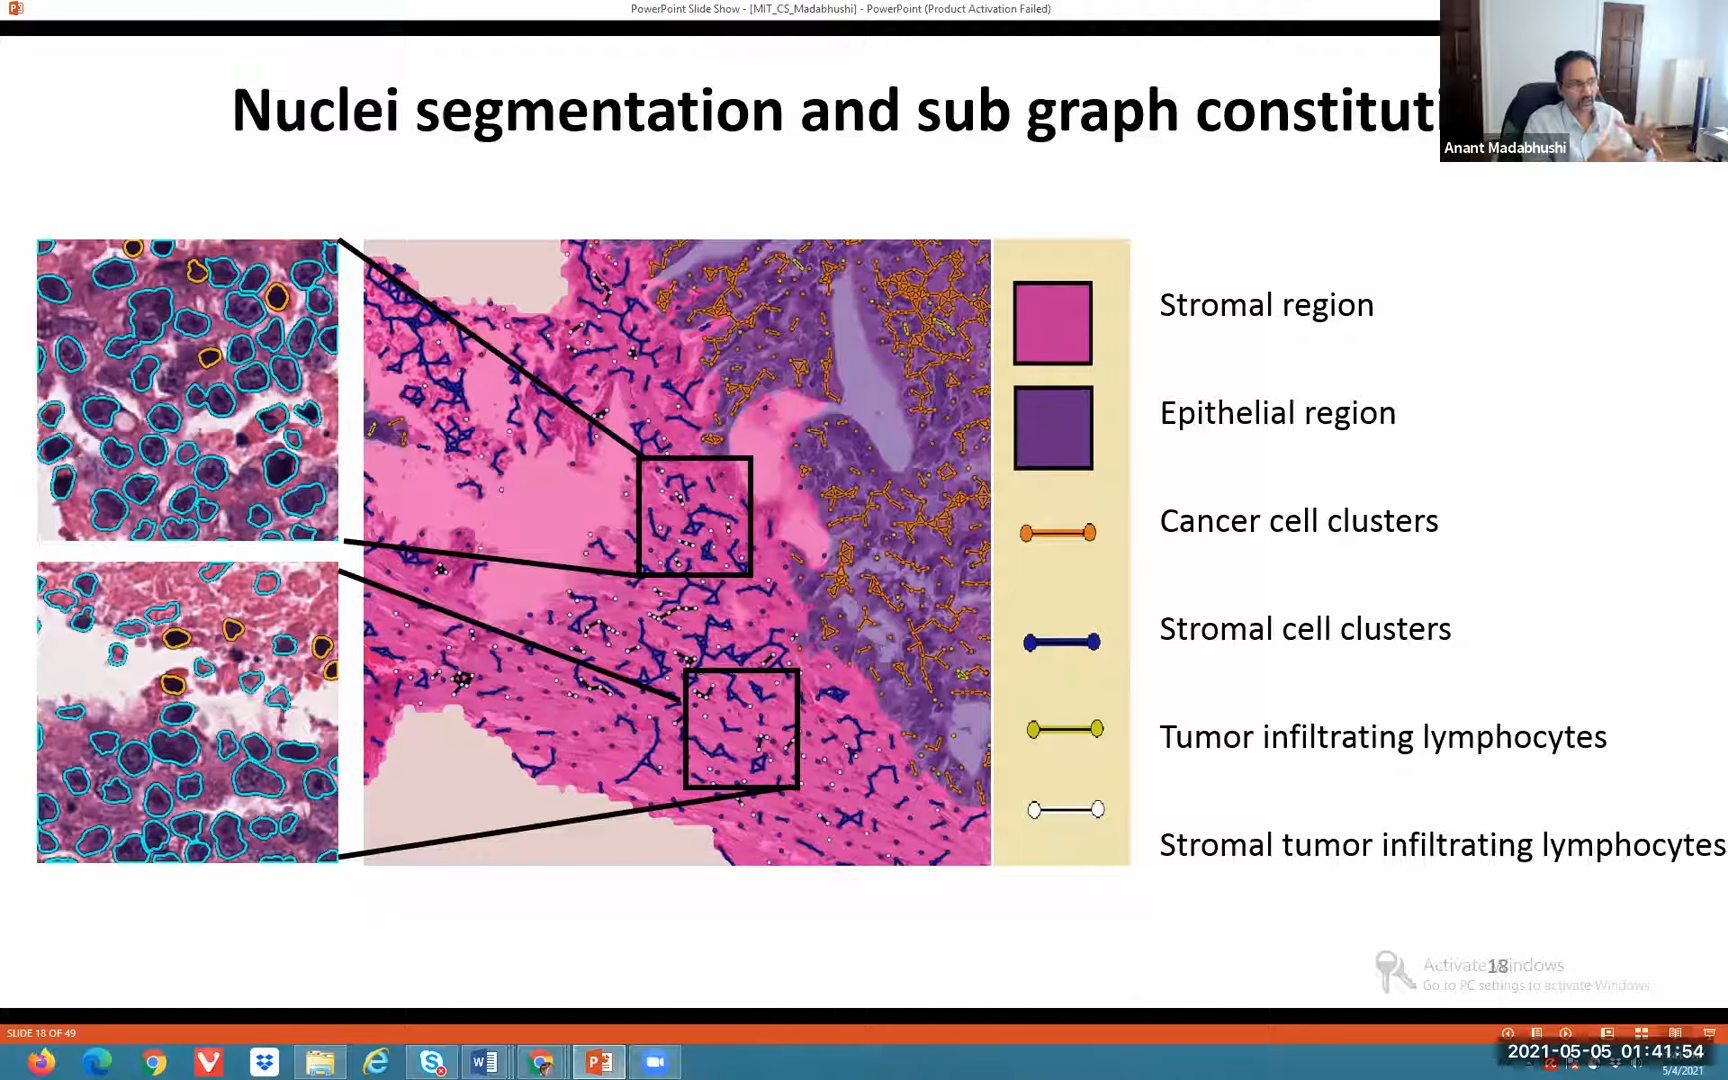 PowerPoint Slide Show - [MIT_CS_Madabhushi] - PowerPoint (Product Activation Failed)
Nuclei segmentation and sub graph constituti
Anant Madabhushi
Stromal region
Epithelial region
Cancer cell clusters
Stromal cell clusters
Tumor infiltrating lymphocytes
Stromal tumor infiltrating lymphocytes
Activate Windows
18
Go to PC settings to activate Windows.
SLIDE 18 OF 49
2021-05-05 01:41:54
5/4/2021